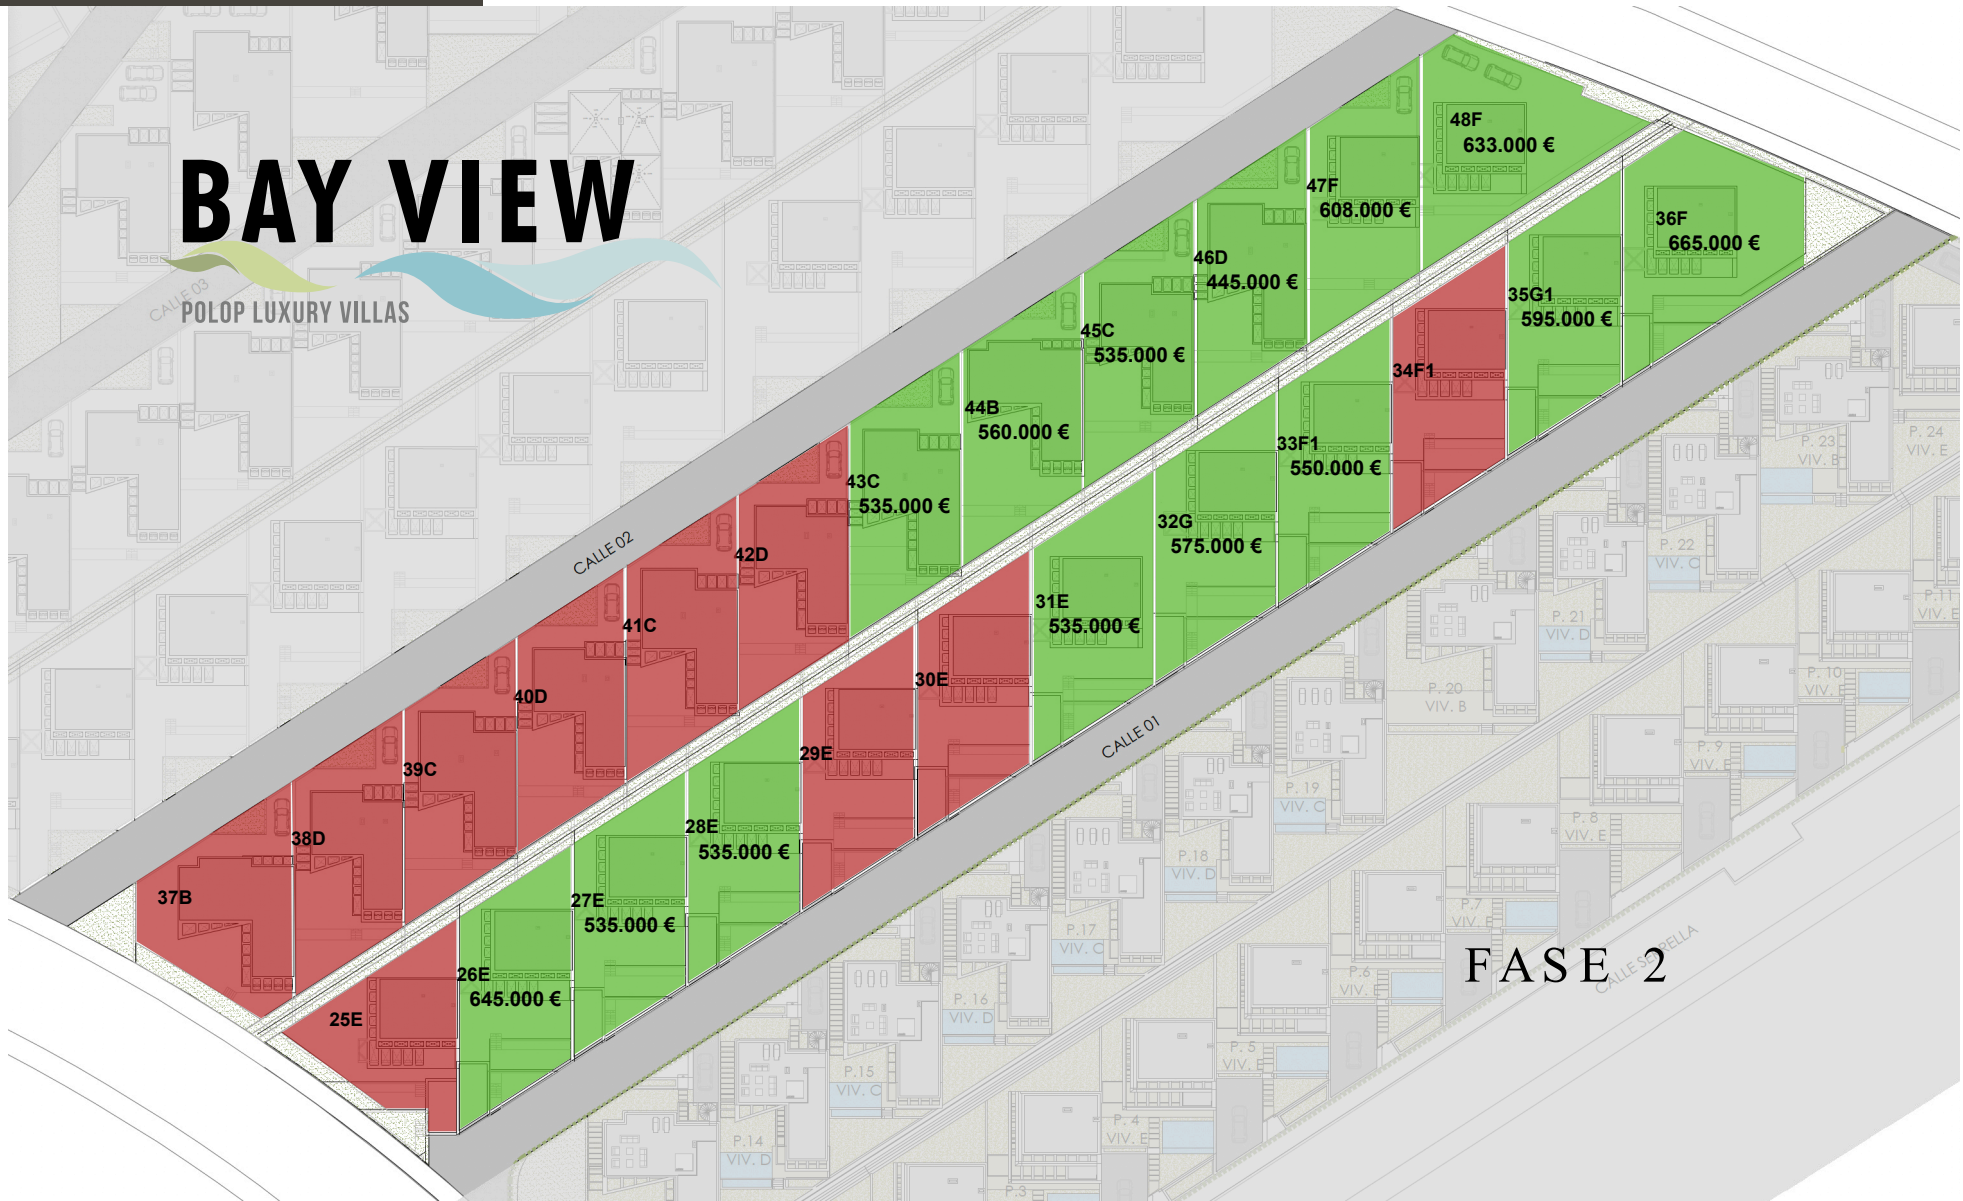 BAY VIEW
POLOP LUXURY VILLAS
CALLE 03
CALLE 02
CALLE 01
48F
633.000 €
47F
608.000 €
46D
445.000 €
45C
535.000 €
44B
560.000 €
43C
535.000 €
42D
41C
40D
39C
38D
37B
36F
665.000 €
35G1
595.000 €
34F1
33F1
550.000 €
32G
575.000 €
31E
535.000 €
30E
29E
28E
535.000 €
27E
535.000 €
26E
645.000 €
25E
P. 24
VIV. E
P. 23
VIV. B
P. 22
VIV. C
P. 21
VIV. D
P. 20
VIV. B
P. 19
VIV. C
P.18
VIV. D
P.17
VIV. C
P. 16
VIV. D
P.15
VIV. C
P.14
VIV. D
P.11
VIV. E
P. 10
VIV. E
P. 9
VIV. E
P. 8
VIV. E
P.7
VIV. E
P.6
VIV. E
P. 5
VIV. E
P. 4
VIV. E
P.3
FASE 2